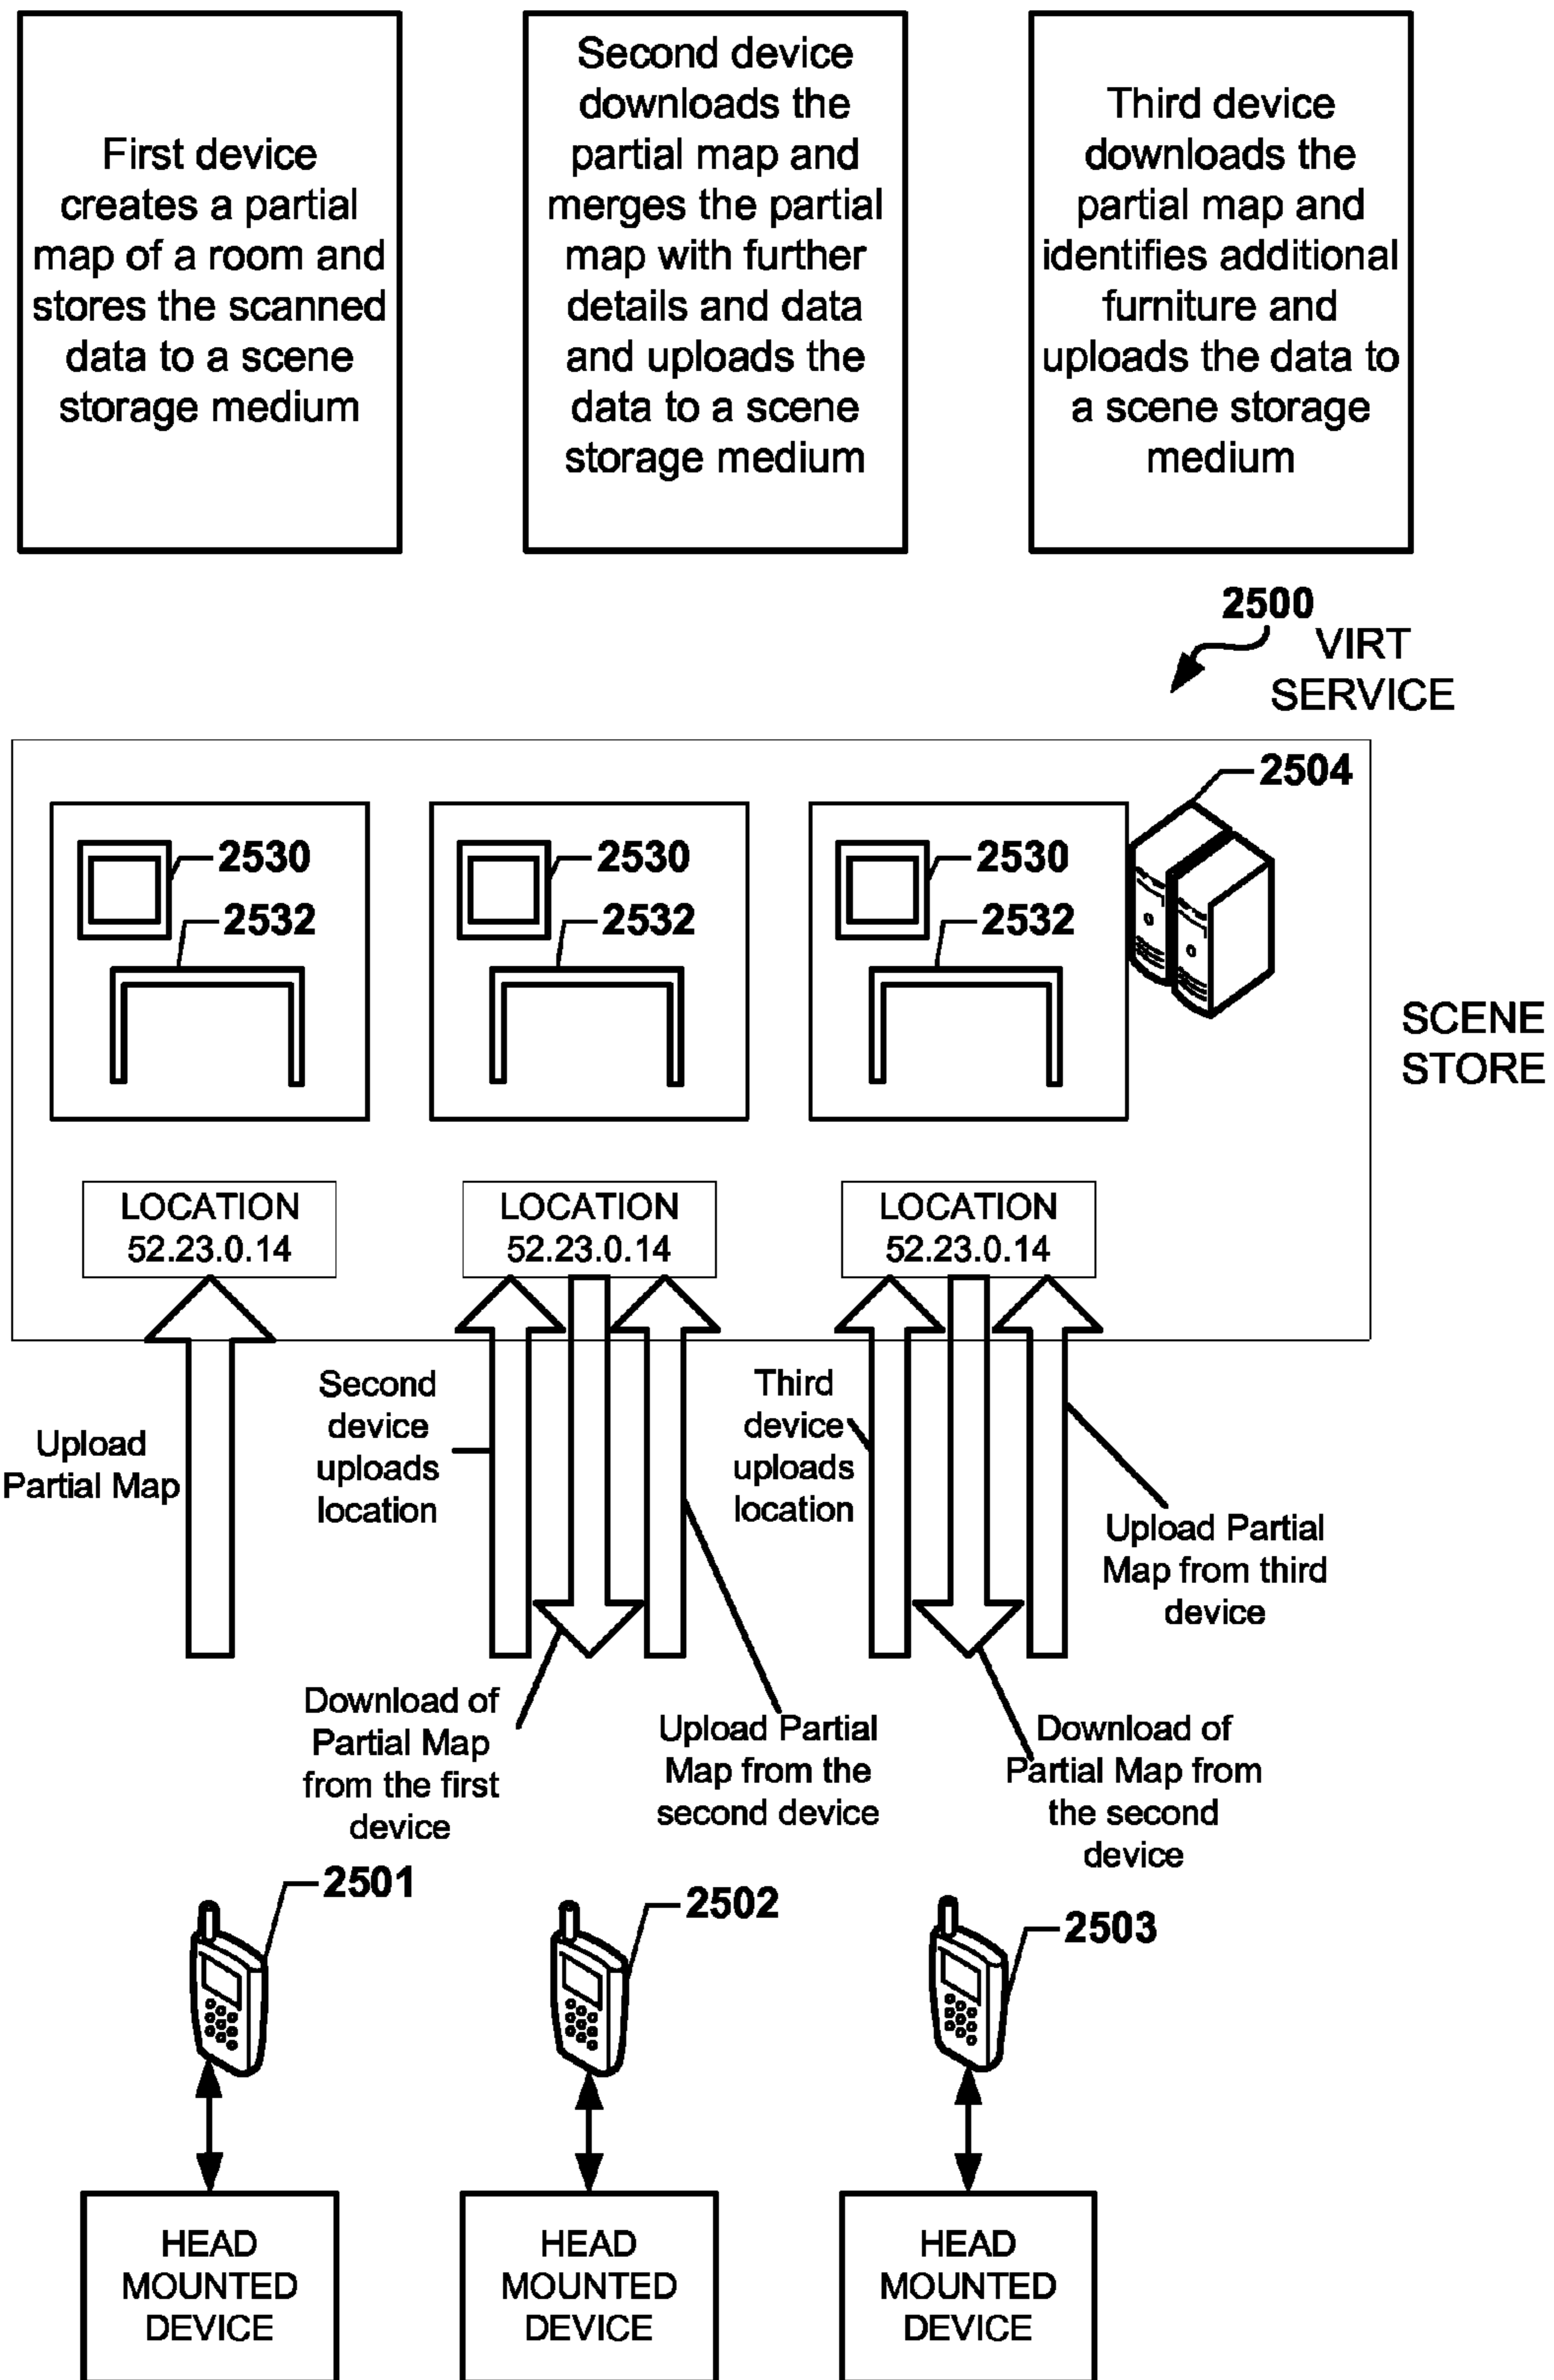 First device
creates a partial
map of a room and
stores the scanned
data to a scene
storage medium
Second device
downloads the
partial map and
merges the partial
map with further
details and data
and uploads the
data to a scene
storage medium
Third device
downloads the
partial map and
identifies additional
furniture and
uploads the data to
a scene storage
medium
2500
VIRT
SERVICE
2504
2530
2532
2530
2532
2530
2532
SCENE
STORE
LOCATION
52.23.0.14
LOCATION
52.23.0.14
LOCATION
52.23.0.14
Upload
Partial Map
Second
device
uploads
location
Third
device
uploads
location
Upload Partial
Map from third
device
Download of
Partial Map
from the first
device
Upload Partial
Map from the
second device
Download of
Partial Map from
the second
device
2501
2502
2503
HEAD
MOUNTED
DEVICE
HEAD
MOUNTED
DEVICE
HEAD
MOUNTED
DEVICE